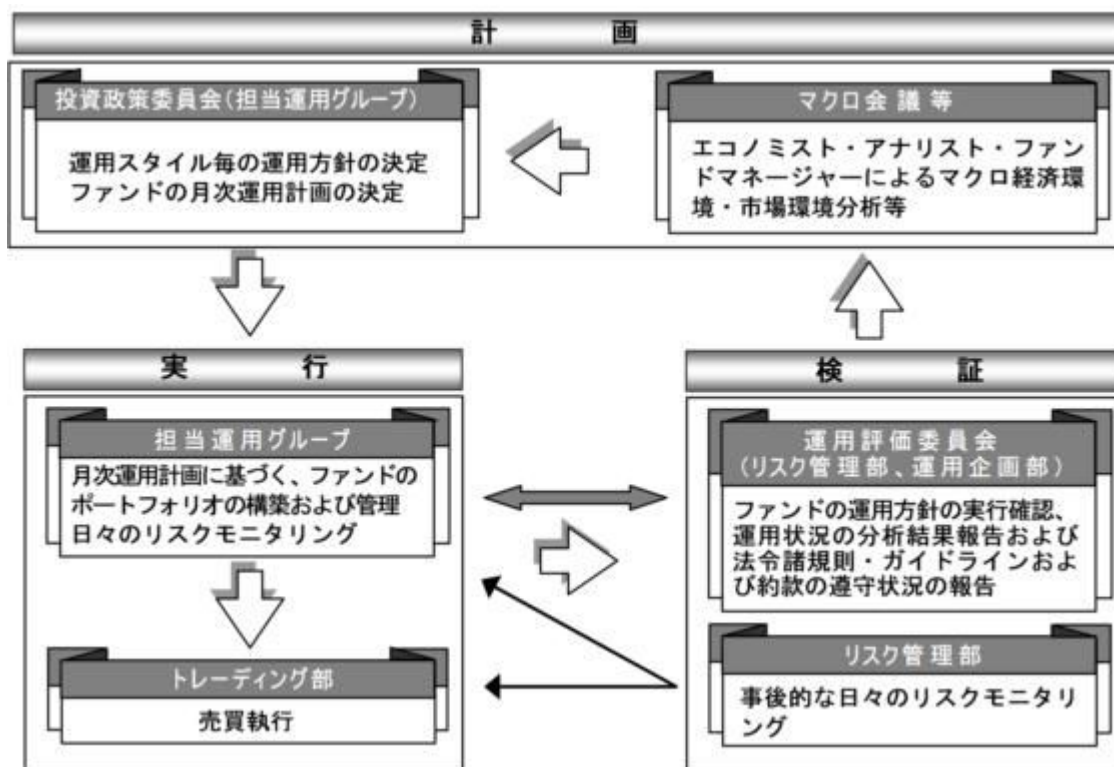 計画
投資政策委員会(担当運用グループ)
運用スタイル毎の運用方針の決定
ファンドの月次運用計画の決定
マクロ会議等
エコノミスト・アナリスト・ファン
ドマネージャーによるマクロ経済環
境・市場環境分析等
実行
担当運用グループ
月次運用計画に基づく、ファンドの
ポートフォリオの構築および管理
日々のリスクモニタリング
トレーディング部
売買執行
検証
運用評価委員会
(リスク管理部、運用企画部)
ファンドの運用方針の実行確認、
運用状況の分析結果報告および
法令諸規則・ガイドラインおよ
び約款の遵守状況の報告
リスク管理部
事後的な日々のリスクモニタリ
ング